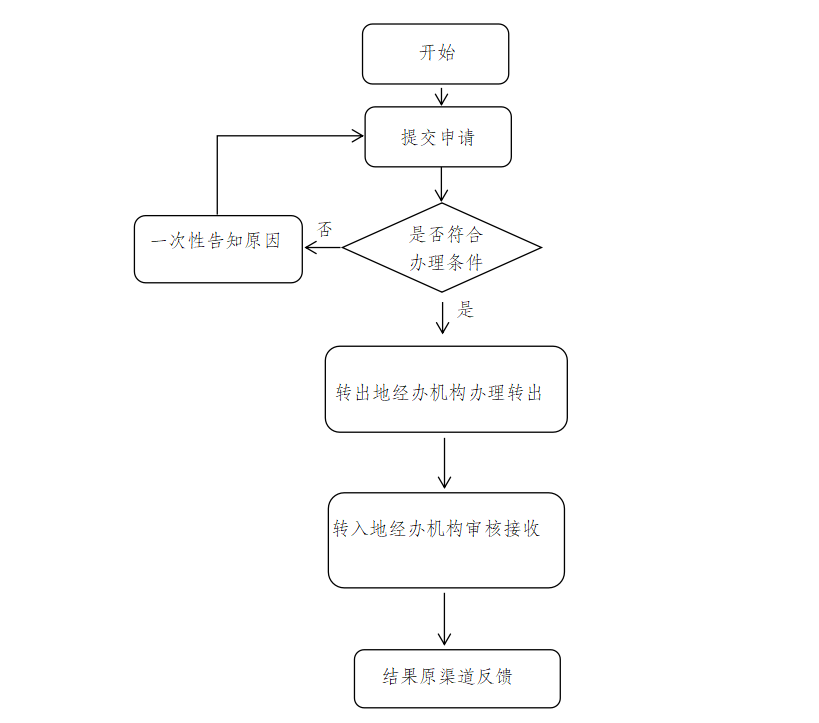 开始
提交申请
否
一次性告知原因
是否符合
办理条件
是
转出地经办机构办理转出
转入地经办机构审核接收
结果原渠道反馈